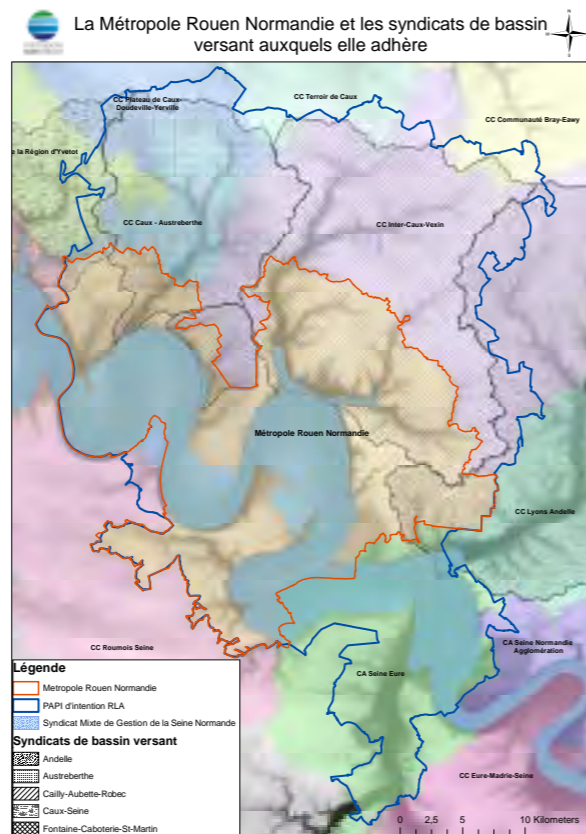 La Métropole Rouen Normandie et les syndicats de bassin
versant auxquels elle adhère
CC Plateau de Caux-
Doudeville-Yerville
CC Terroir de Caux
CC Communauté Bray-Eawy
e la Région d'Yvetot
CC Caux - Austreberthe
CC Inter-Caux-Vexin
Métropole Rouen Normandie
CC Lyons Andelle
CC Roumois Seine
CA Seine Normandie
Agglomération
CA Seine Eure
CC Eure-Madrie-Seine
Légende
Metropole Rouen Normandie
PAPI d'intention RLA
Syndicat Mixte de Gestion de la Seine Normande
Syndicats de bassin versant
Andelle
Austreberthe
Cailly-Aubette-Robec
Caux-Seine
Fontaine-Caboterie-St-Martin
0 2,5 5 10 Kilometers